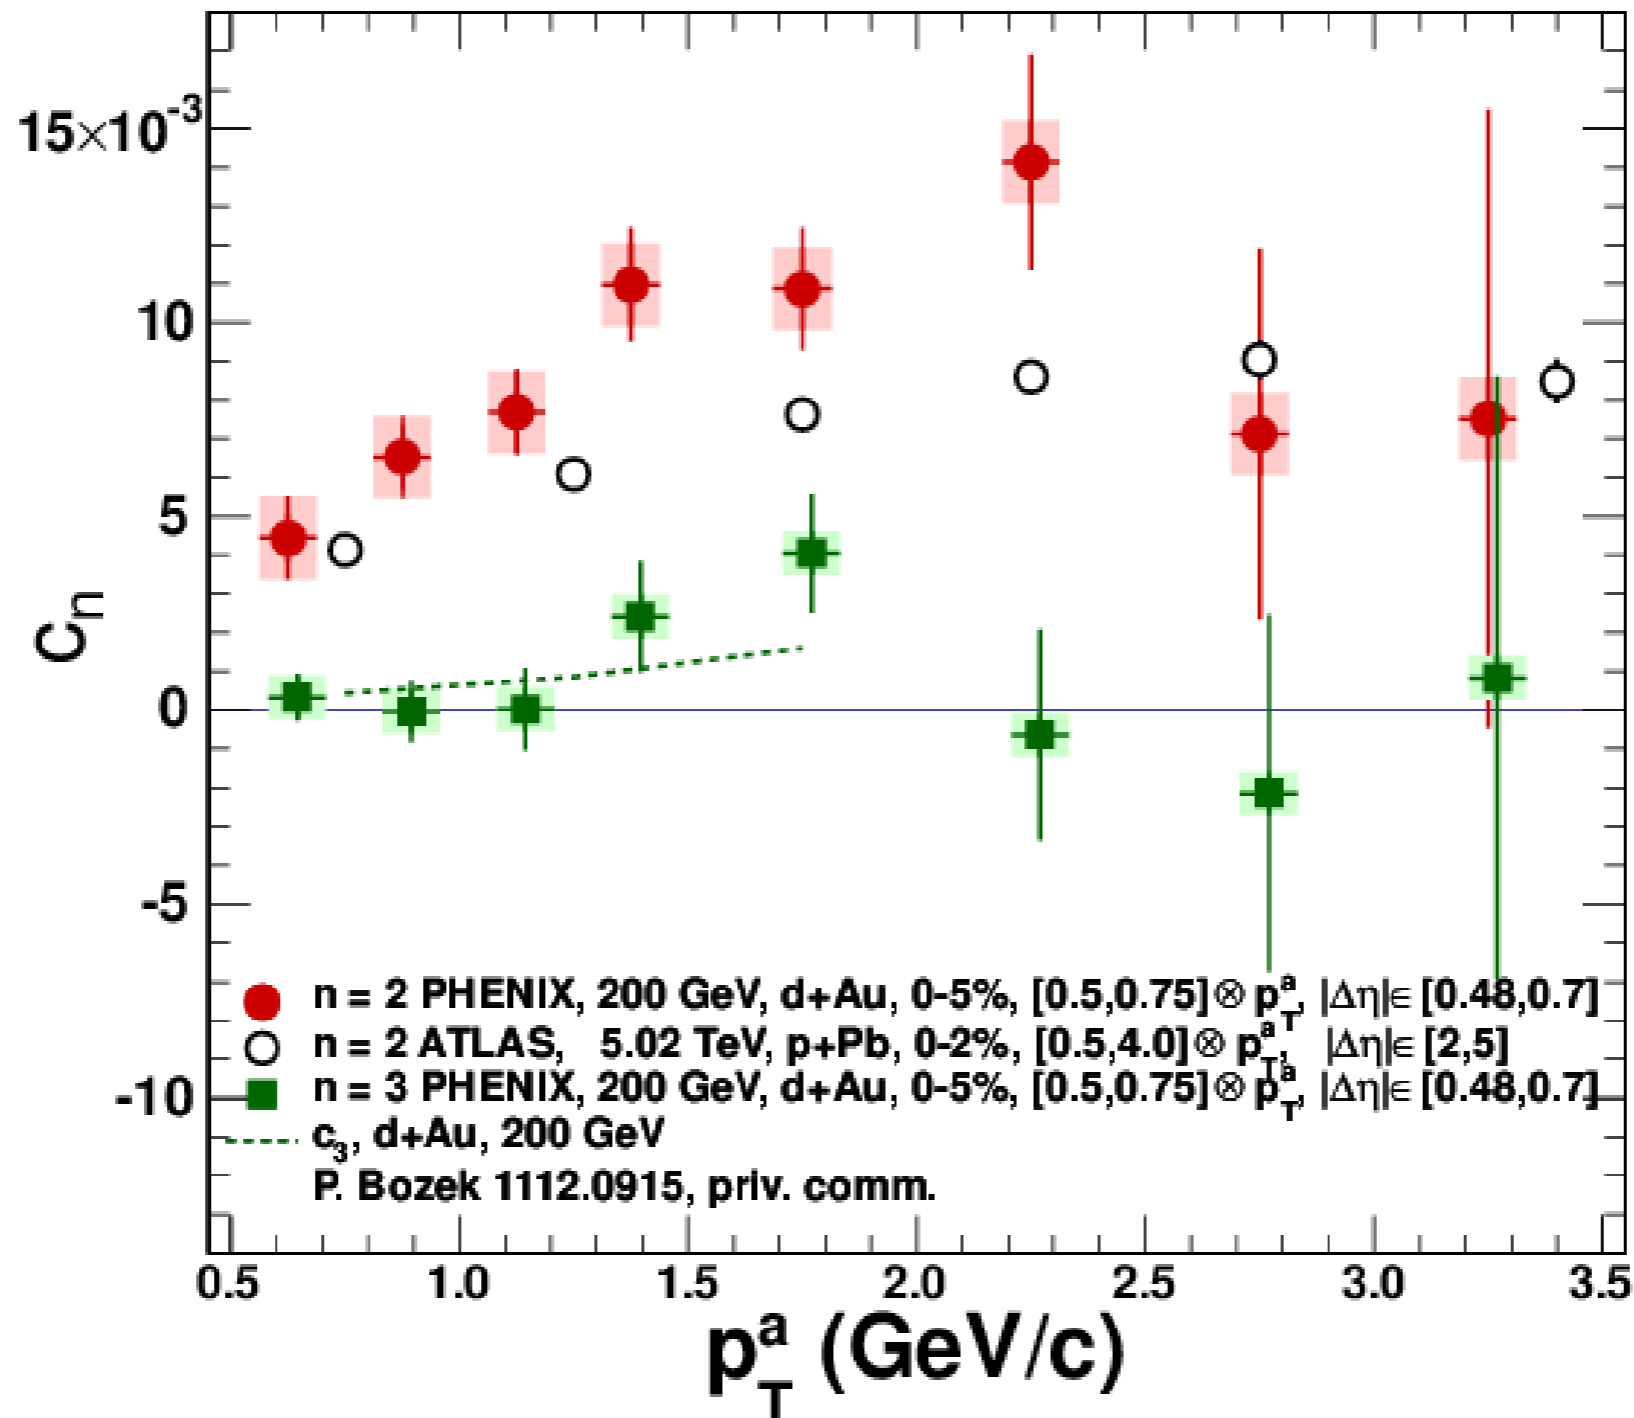 15×10⁻³
10
5
0
-5
-10
Cₙ
n = 2 PHENIX, 200 GeV, d+Au, 0-5%, [0.5,0.75]⊗ pᵃ_T, |Δη|∈ [0.48,0.7]
n = 2 ATLAS, 5.02 TeV, p+Pb, 0-2%, [0.5,4.0]⊗ pᵃ_T, |Δη|∈ [2,5]
n = 3 PHENIX, 200 GeV, d+Au, 0-5%, [0.5,0.75]⊗ pᵃ_T, |Δη|∈ [0.48,0.7]
c₃, d+Au, 200 GeV
P. Bozek 1112.0915, priv. comm.
0.5 1.0 1.5 2.0 2.5 3.0 3.5
pᵃ_T (GeV/c)